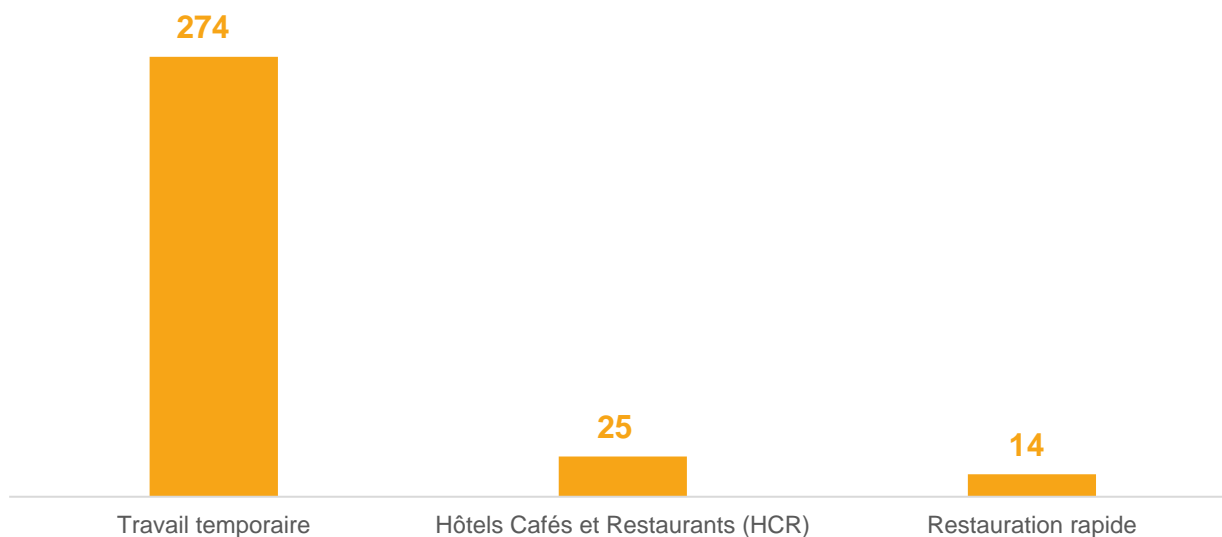 274
25
14
Travail temporaire
Hôtels Cafés et Restaurants (HCR)
Restauration rapide